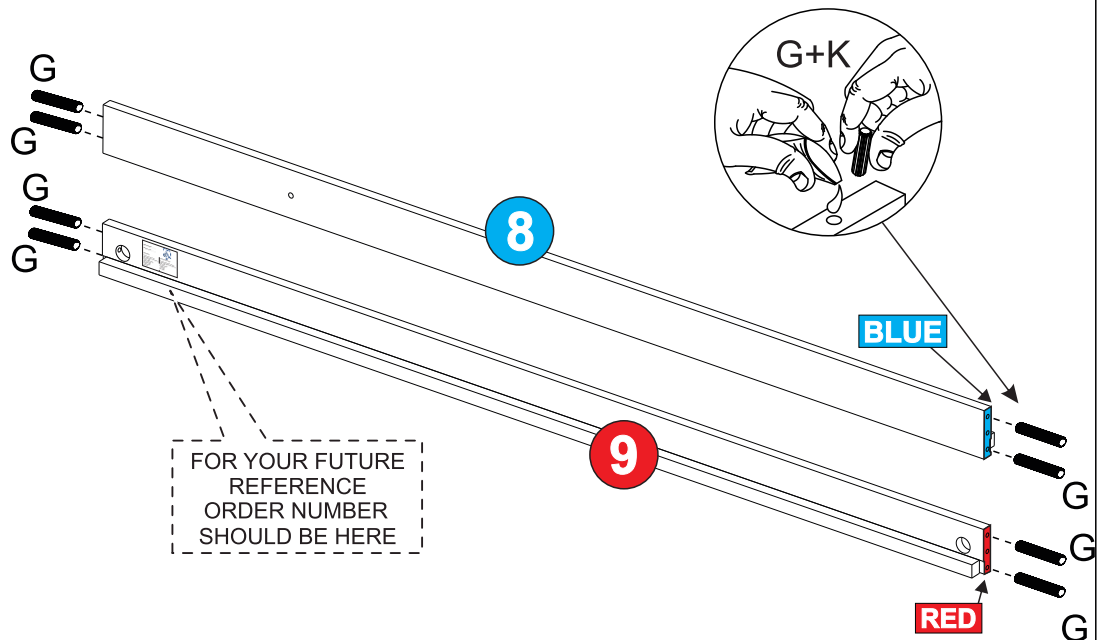 G+K
G
G
8
G
G
BLUE
9
FOR YOUR FUTURE
REFERENCE
ORDER NUMBER
SHOULD BE HERE
G
G
RED
G